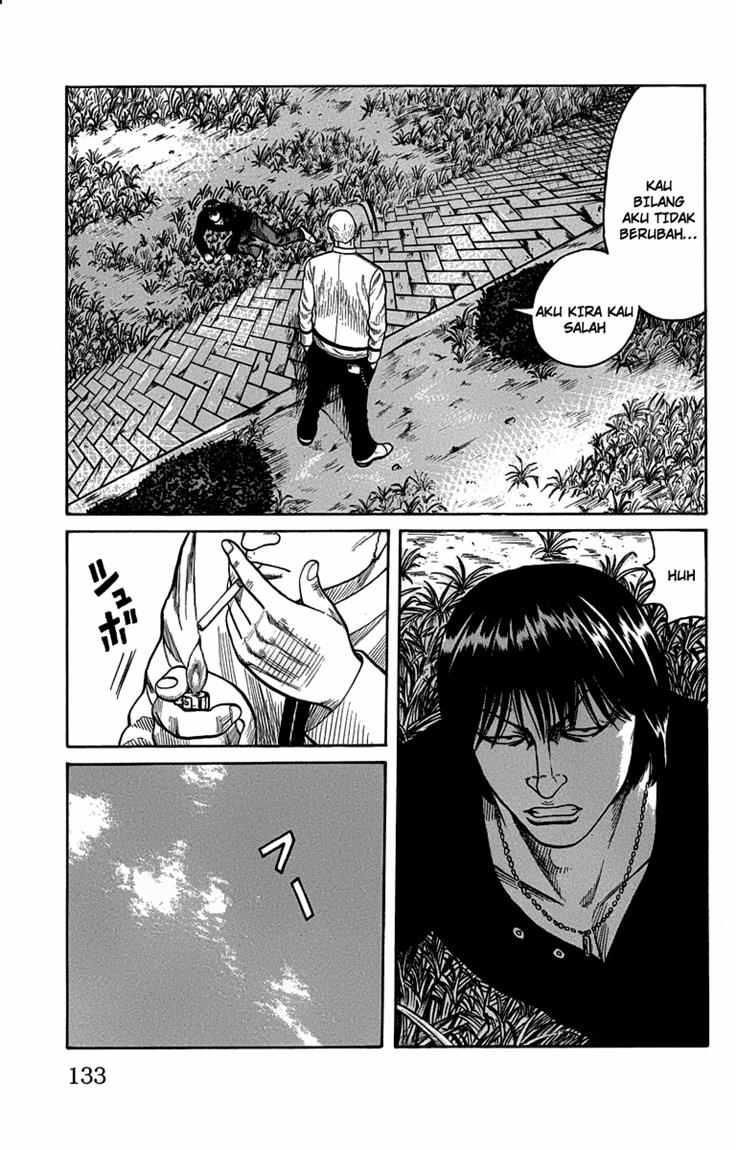 KAU
BILANG
AKU TIDAK
BERUBAH...
AKU KIRA KAU
SALAH
HUH
シュボ
フー
133